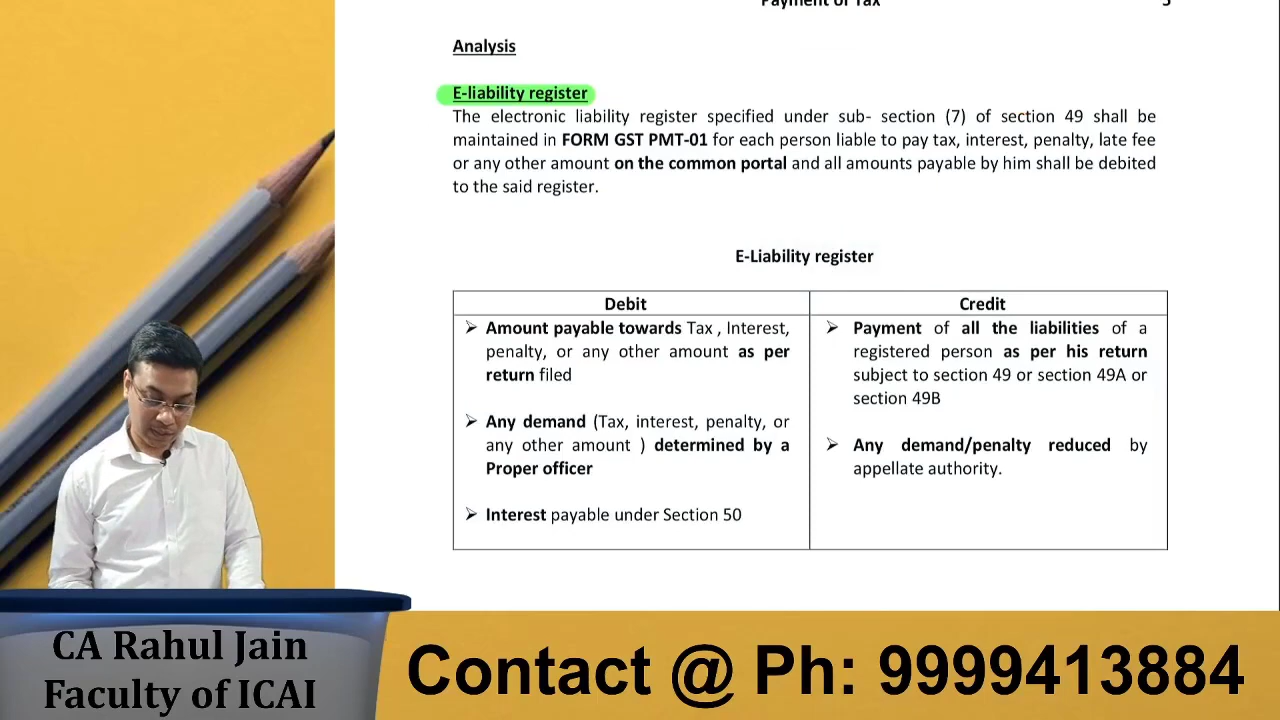 Payment of Tax 5
Analysis
E-liability register
The electronic liability register specified under sub- section (7) of section 49 shall be
maintained in FORM GST PMT-01 for each person liable to pay tax, interest, penalty, late fee
or any other amount on the common portal and all amounts payable by him shall be debited
to the said register.
E-Liability register
Debit
➢ Amount payable towards Tax , Interest,
penalty, or any other amount as per
return filed
➢ Any demand (Tax, interest, penalty, or
any other amount ) determined by a
Proper officer
➢ Interest payable under Section 50
Credit
➢ Payment of all the liabilities of a
registered person as per his return
subject to section 49 or section 49A or
section 49B
➢ Any demand/penalty reduced by
appellate authority.
CA Rahul Jain
Faculty of ICAI
Contact @ Ph: 9999413884